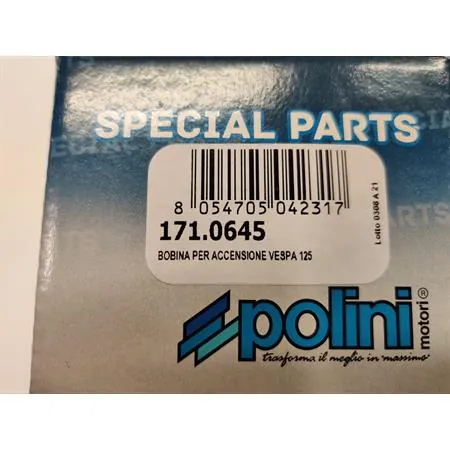 SPECIAL PARTS
8 054705 042317
171.0645
BOBINA PER ACCENSIONE VESPA 125
Lotto 0308 A 21
polini
motori®
trasforma il meglio in "massimo"